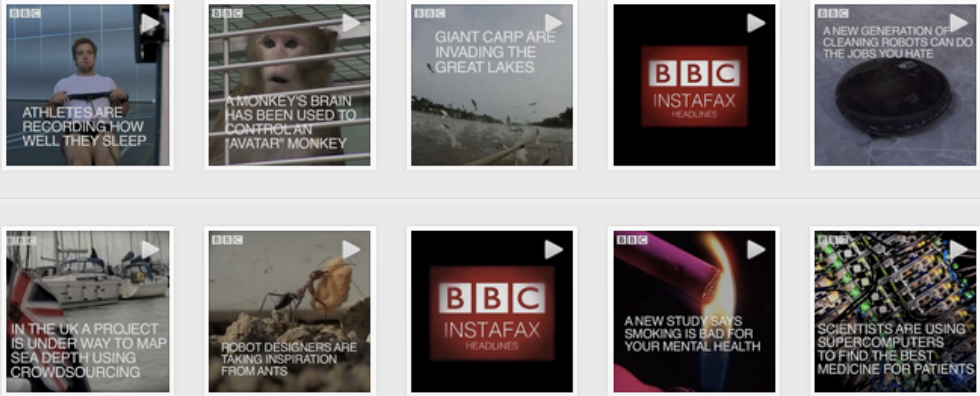 BBC
ATHLETES ARE
RECORDING HOW
WELL THEY SLEEP
BBC
A MONKEY'S BRAIN
HAS BEEN USED TO
CONTROL AN
"AVATAR" MONKEY
BBC
GIANT CARP ARE
INVADING THE
GREAT LAKES
BBC
INSTAFAX
HEADLINES
BBC
A NEW GENERATION OF
CLEANING ROBOTS CAN DO
THE JOBS YOU HATE
BBC
IN THE UK A PROJECT
IS UNDER WAY TO MAP
SEA DEPTH USING
CROWDSOURCING
BBC
ROBOT DESIGNERS ARE
TAKING INSPIRATION
FROM ANTS
BBC
INSTAFAX
HEADLINES
BBC
A NEW STUDY SAYS
SMOKING IS BAD FOR
YOUR MENTAL HEALTH
BBC
SCIENTISTS ARE USING
SUPERCOMPUTERS
TO FIND THE BEST
MEDICINE FOR PATIENTS